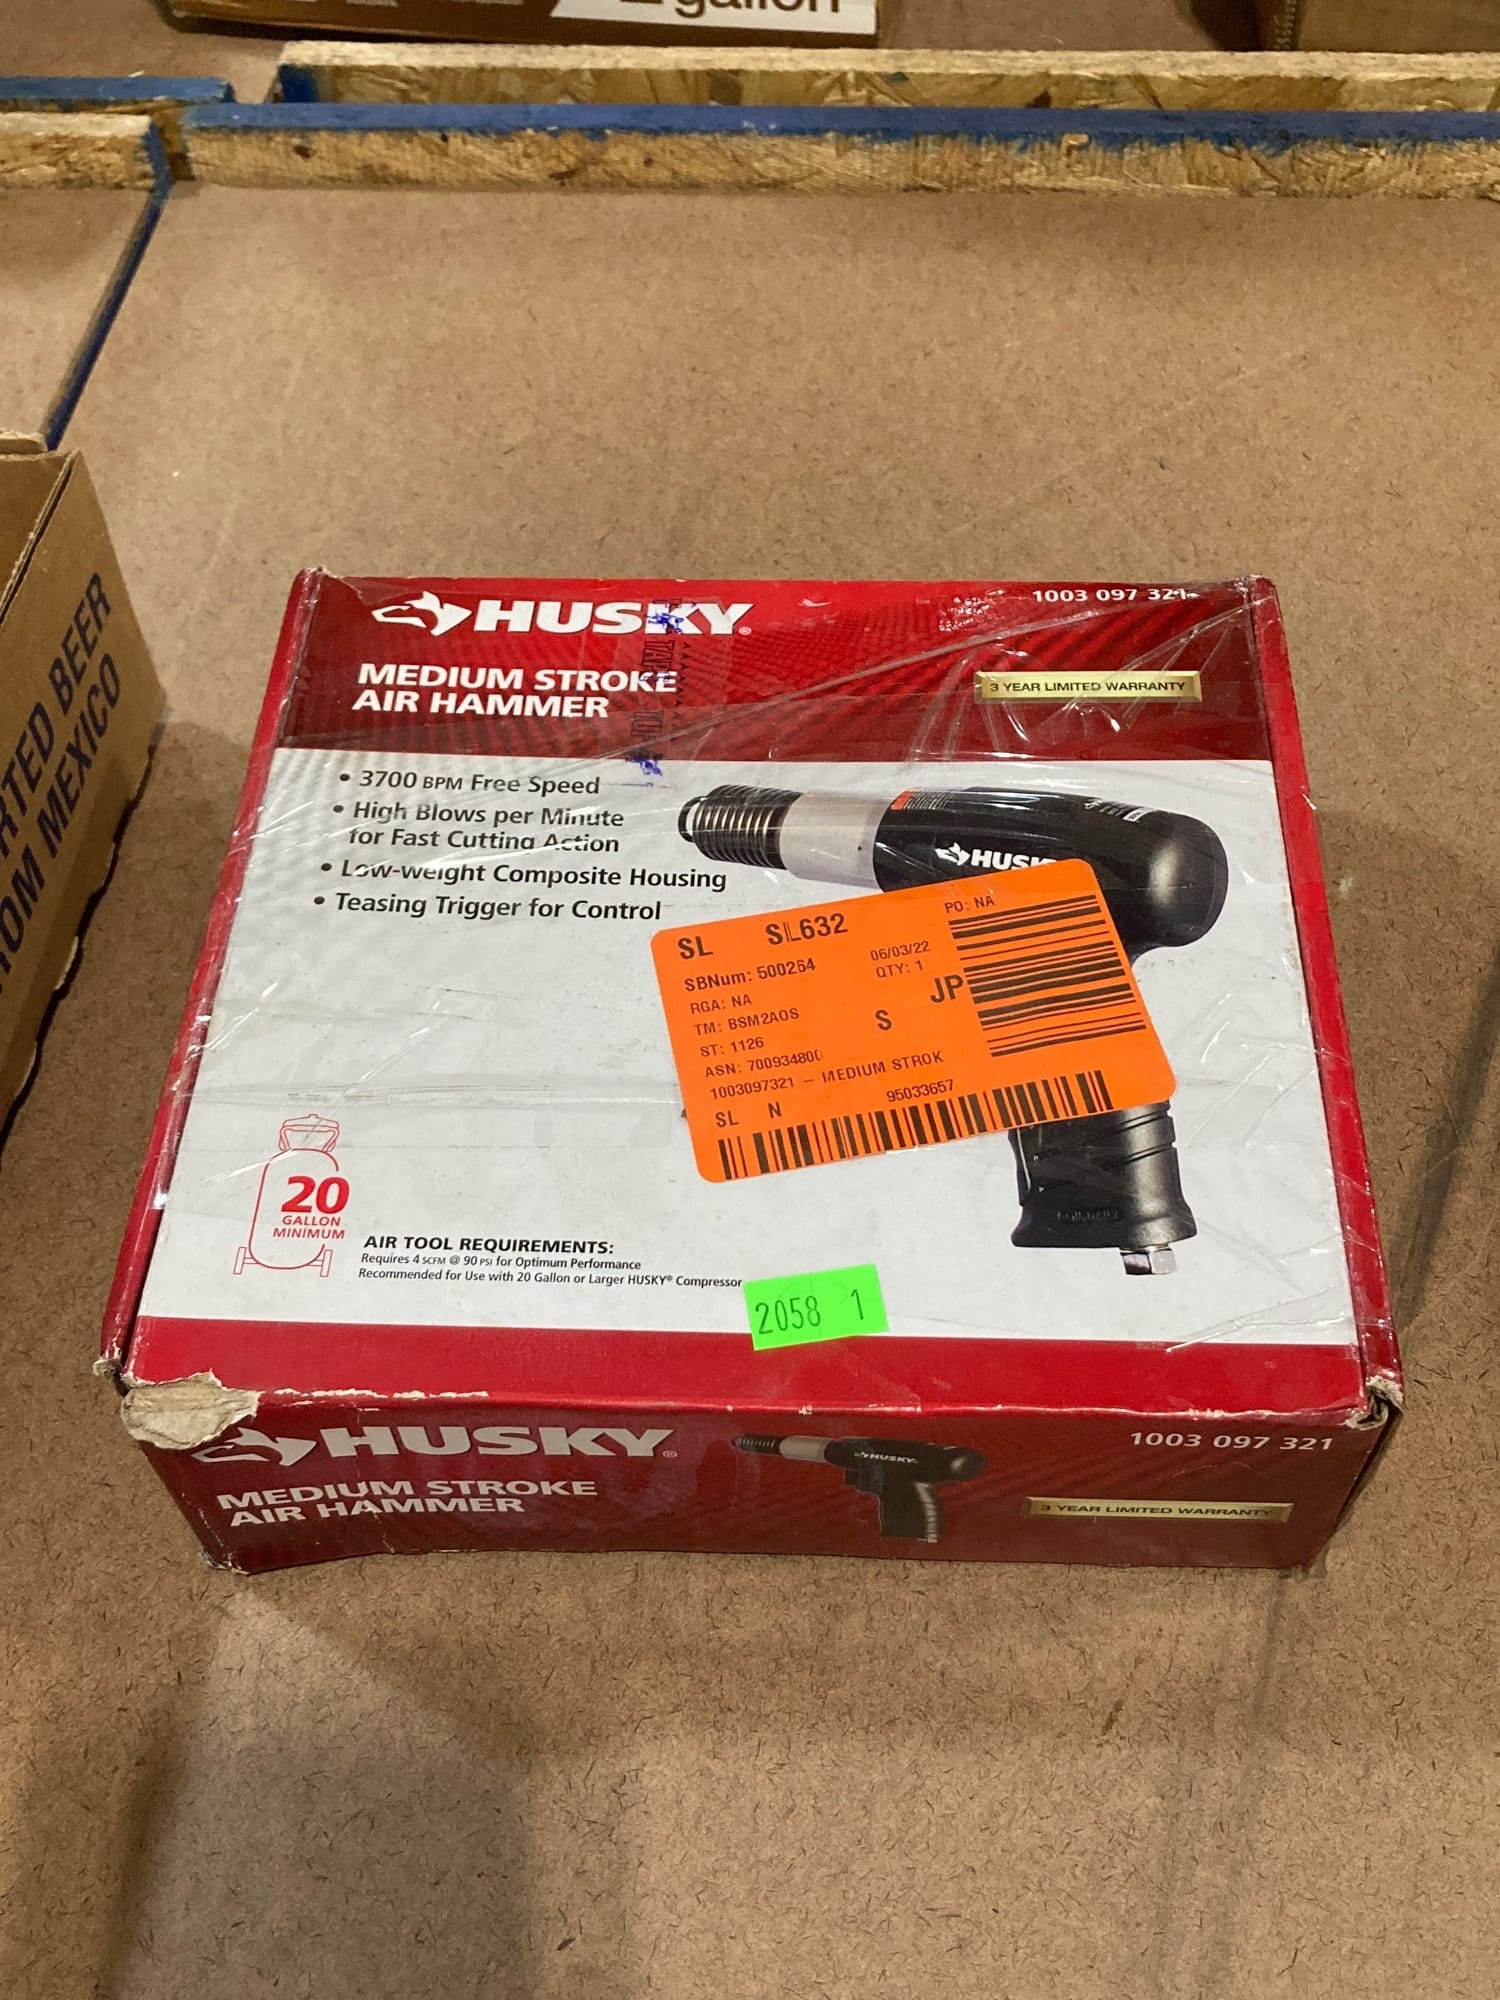 gallon
RTED BEER
OM MEXICO
HUSKY®
1003 097 321
MEDIUM STROKE
AIR HAMMER
3 YEAR LIMITED WARRANTY
• 3700 BPM Free Speed
• High Blows per Minute
for Fast Cutting Action
• Low-weight Composite Housing
• Teasing Trigger for Control
HUSK
SL SL632
PO: NA
SBNum: 500264
06/03/22
QTY: 1
RGA: NA
JP
TM: BSM2AOS
S
ST: 1126
ASN: 700934800
1003097321 – MEDIUM STROK
SL N 95033657
20
GALLON
MINIMUM
AIR TOOL REQUIREMENTS:
Requires 4 SCFM @ 90 PSI for Optimum Performance
Recommended for Use with 20 Gallon or Larger HUSKY® Compressor
2058 1
HUSKY®
1003 097 321
MEDIUM STROKE
AIR HAMMER
HUSKY
3 YEAR LIMITED WARRANTY